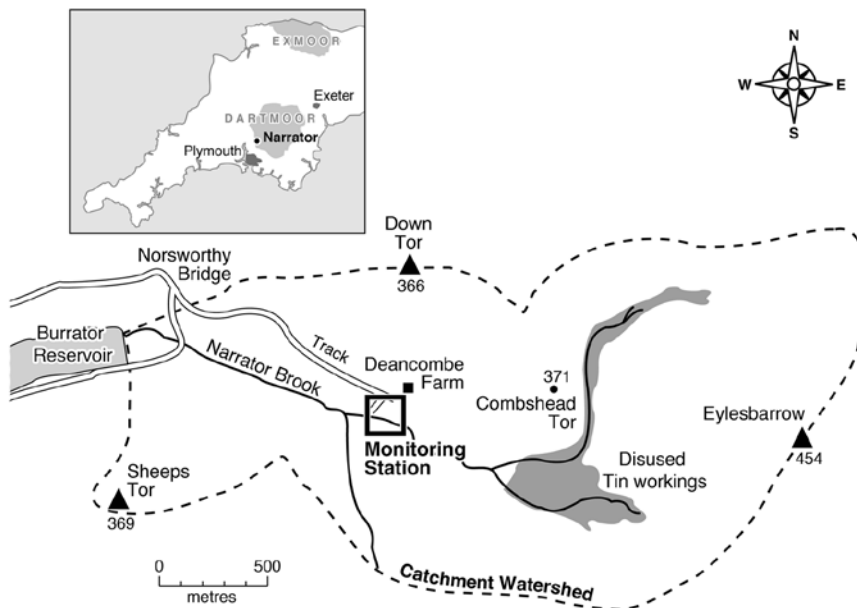 EXMOOR
Exeter
DARTMOOR
Narrator
Plymouth
N
W E
S
Down
Tor
366
Norsworthy
Bridge
Burrator
Reservoir
Track
Narrator Brook
Deancombe
Farm
Monitoring
Station
371
Combshead
Tor
Eylesbarrow
454
Disused
Tin workings
Sheeps
Tor
369
0 500
metres
Catchment Watershed